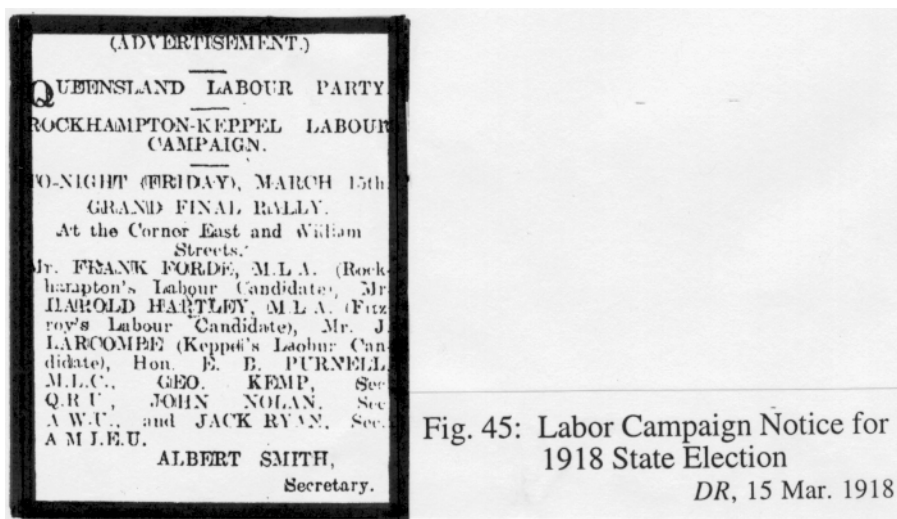 (ADVERTISEMENT.)
QUEENSLAND LABOUR PARTY.
ROCKHAMPTON-KEPPEL LABOUR
CAMPAIGN.
TO-NIGHT (FRIDAY), MARCH 15th.
GRAND FINAL RALLY.
At the Cornor East and William
Streets.
Mr. FRANK FORDE, M.L.A. (Rock-
hampton's Labour Candidate), Mr.
HAROLD HARTLEY, M.L.A. (Fitz-
roy's Labour Candidate), Mr. J.
LARCOMBE (Keppel's Laobur Can-
didate), Hon. E. B. PURNELL,
M.L.C., GEO. KEMP, Sec.
Q.R.U., JOHN NOLAN, Sec.
A.W.U., and JACK RYAN, Sec.
A M I.E.U.
ALBERT SMITH,
Secretary.
Fig. 45: Labor Campaign Notice for
1918 State Election
DR, 15 Mar. 1918